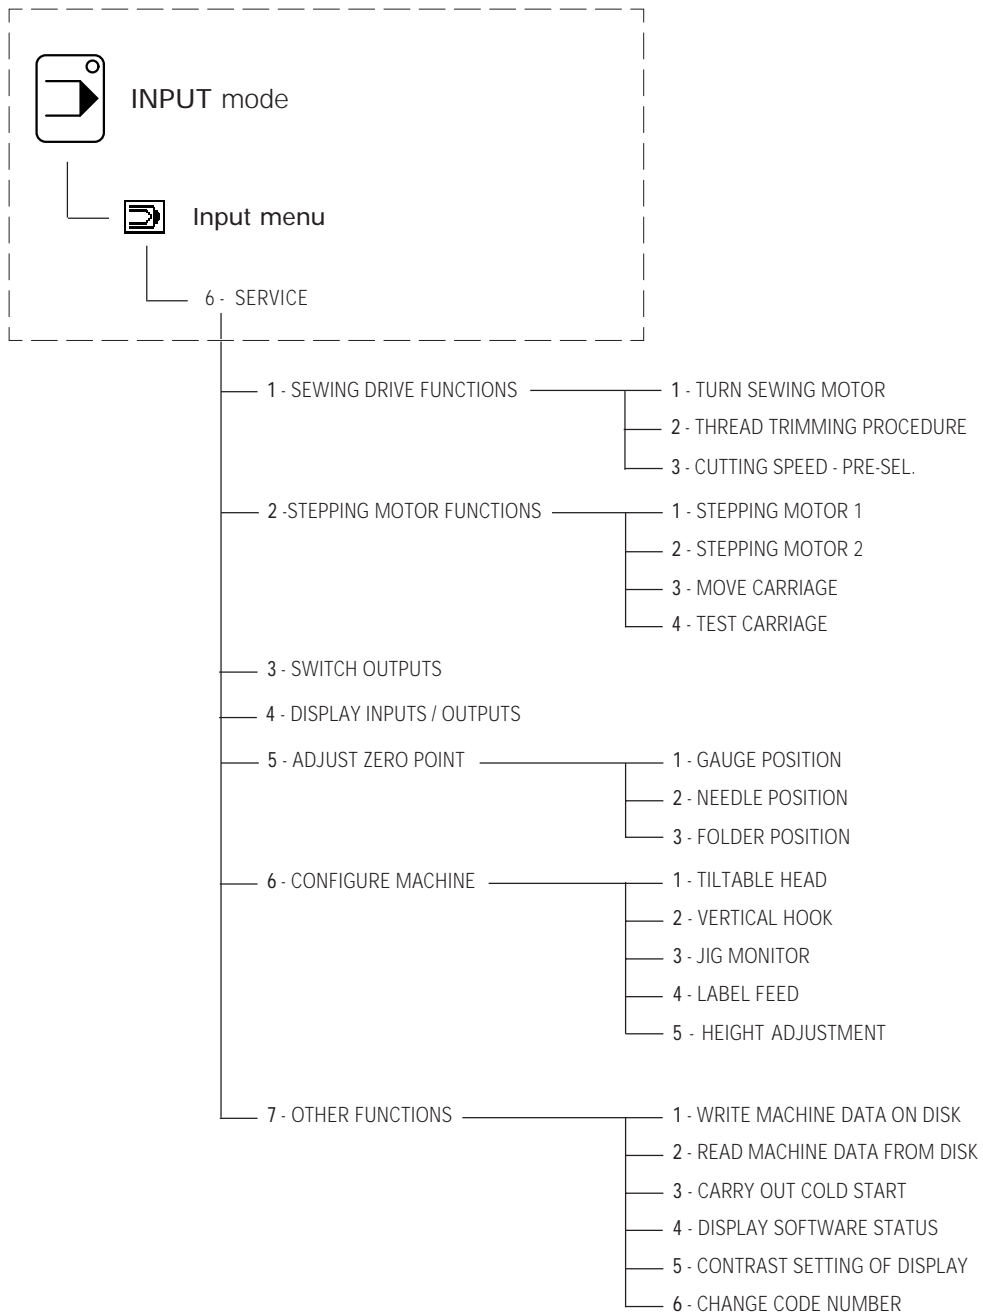 INPUT mode
Input menu
6 - SERVICE
1 - SEWING DRIVE FUNCTIONS
1 - TURN SEWING MOTOR
2 - THREAD TRIMMING PROCEDURE
3 - CUTTING SPEED - PRE-SEL.
2 -STEPPING MOTOR FUNCTIONS
1 - STEPPING MOTOR 1
2 - STEPPING MOTOR 2
3 - MOVE CARRIAGE
4 - TEST CARRIAGE
3 - SWITCH OUTPUTS
4 - DISPLAY INPUTS / OUTPUTS
5 - ADJUST ZERO POINT
1 - GAUGE POSITION
2 - NEEDLE POSITION
3 - FOLDER POSITION
6 - CONFIGURE MACHINE
1 - TILTABLE HEAD
2 - VERTICAL HOOK
3 - JIG MONITOR
4 - LABEL FEED
5 - HEIGHT ADJUSTMENT
7 - OTHER FUNCTIONS
1 - WRITE MACHINE DATA ON DISK
2 - READ MACHINE DATA FROM DISK
3 - CARRY OUT COLD START
4 - DISPLAY SOFTWARE STATUS
5 - CONTRAST SETTING OF DISPLAY
6 - CHANGE CODE NUMBER